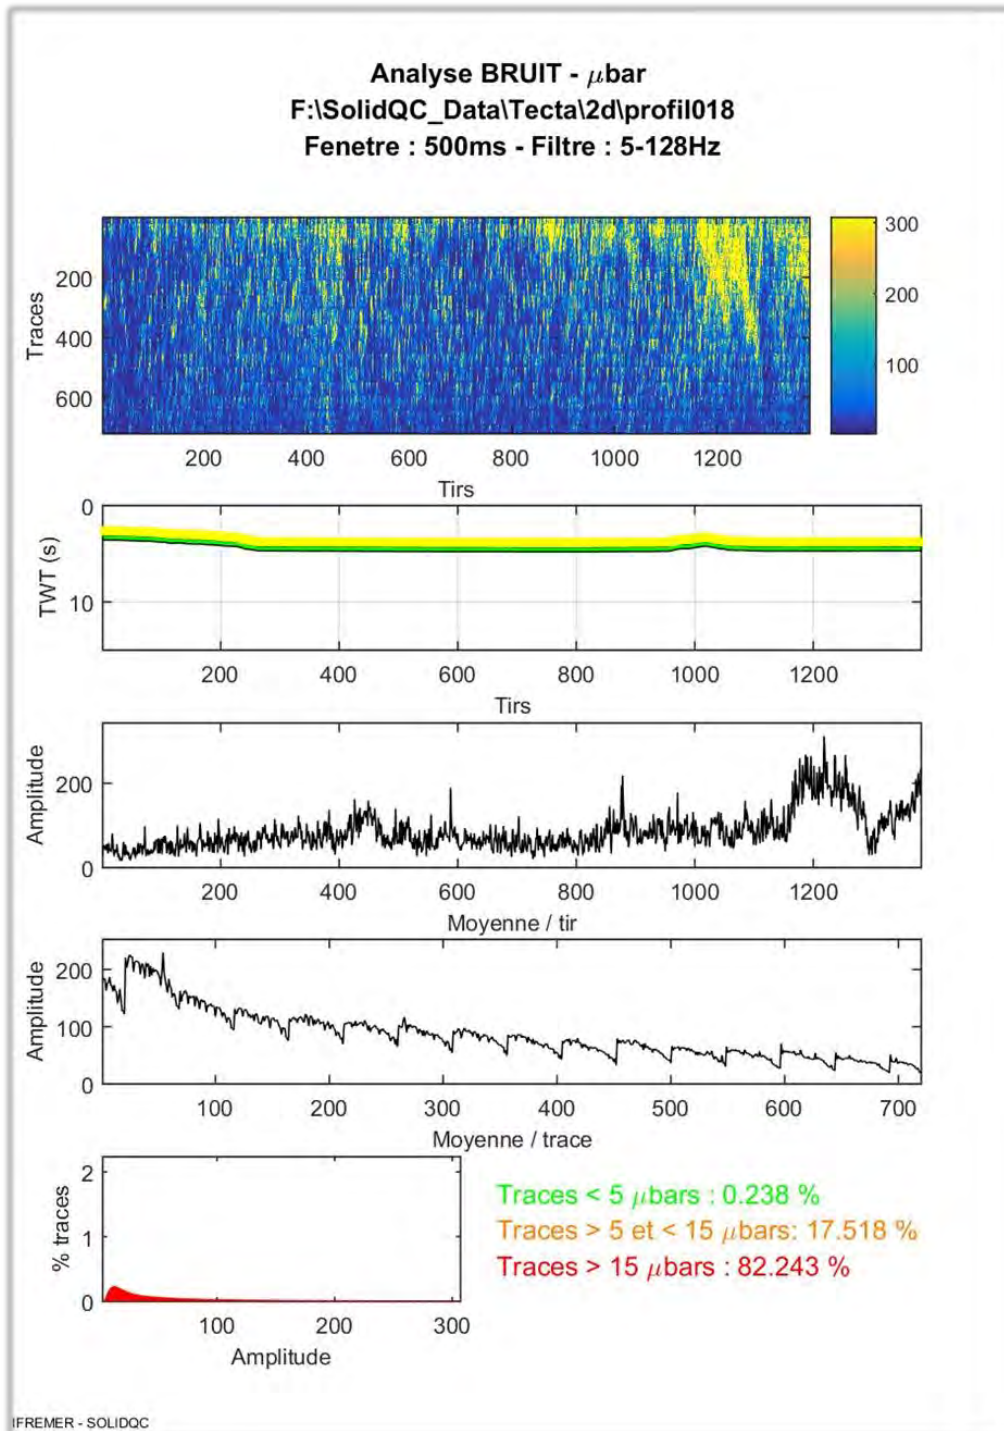 Analyse BRUIT - μbar
F:\SolidQC_Data\Tecta\2d\profil018
Fenetre : 500ms - Filtre : 5-128Hz
Traces
200
400
600
200 400 600 800 1000 1200
Tirs
300
200
100
TWT (s)
0
10
200 400 600 800 1000 1200
Tirs
Amplitude
200
0
200 400 600 800 1000 1200
Moyenne / tir
Amplitude
200
100
0
100 200 300 400 500 600 700
Moyenne / trace
% traces
2
1
0
100 200 300
Amplitude
Traces < 5 μbars : 0.238 %
Traces > 5 et < 15 μbars: 17.518 %
Traces > 15 μbars : 82.243 %
IFREMER - SOLIDQC